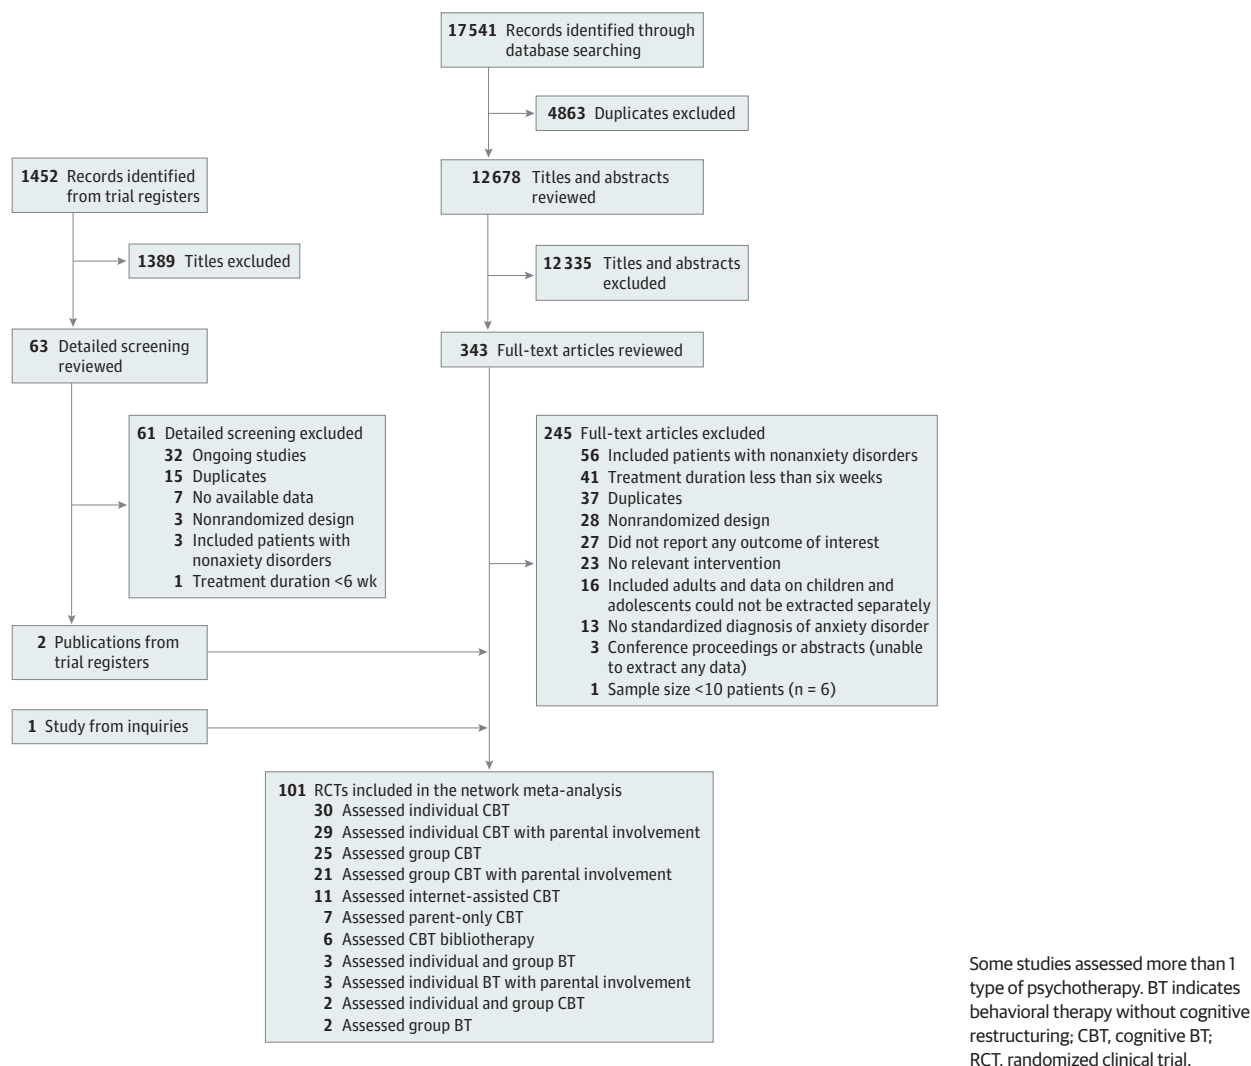 17541 Records identified through
database searching
4863 Duplicates excluded
1452 Records identified
from trial registers
12678 Titles and abstracts
reviewed
1389 Titles excluded
12335 Titles and abstracts
excluded
63 Detailed screening
reviewed
343 Full-text articles reviewed
61 Detailed screening excluded
32 Ongoing studies
15 Duplicates
7 No available data
3 Nonrandomized design
3 Included patients with
nonaxiety disorders
1 Treatment duration <6 wk
245 Full-text articles excluded
56 Included patients with nonanxiety disorders
41 Treatment duration less than six weeks
37 Duplicates
28 Nonrandomized design
27 Did not report any outcome of interest
23 No relevant intervention
16 Included adults and data on children and
adolescents could not be extracted separately
13 No standardized diagnosis of anxiety disorder
3 Conference proceedings or abstracts (unable
to extract any data)
1 Sample size <10 patients (n = 6)
2 Publications from
trial registers
1 Study from inquiries
101 RCTs included in the network meta-analysis
30 Assessed individual CBT
29 Assessed individual CBT with parental involvement
25 Assessed group CBT
21 Assessed group CBT with parental involvement
11 Assessed internet-assisted CBT
7 Assessed parent-only CBT
6 Assessed CBT bibliotherapy
3 Assessed individual and group BT
3 Assessed individual BT with parental involvement
2 Assessed individual and group CBT
2 Assessed group BT
Some studies assessed more than 1
type of psychotherapy. BT indicates
behavioral therapy without cognitive
restructuring; CBT, cognitive BT;
RCT, randomized clinical trial.